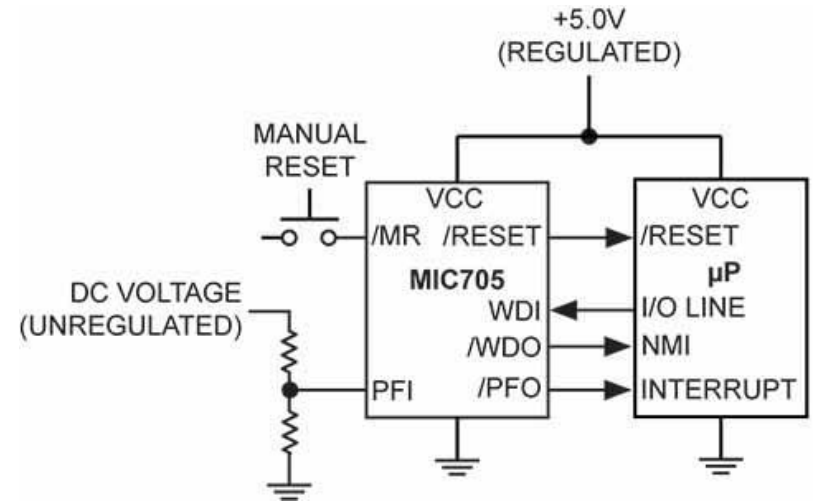 +5.0V
(REGULATED)
MANUAL
RESET
VCC
VCC
/MR /RESET
/RESET
MIC705
µP
DC VOLTAGE
(UNREGULATED)
WDI
I/O LINE
/WDO
NMI
PFI
/PFO
INTERRUPT